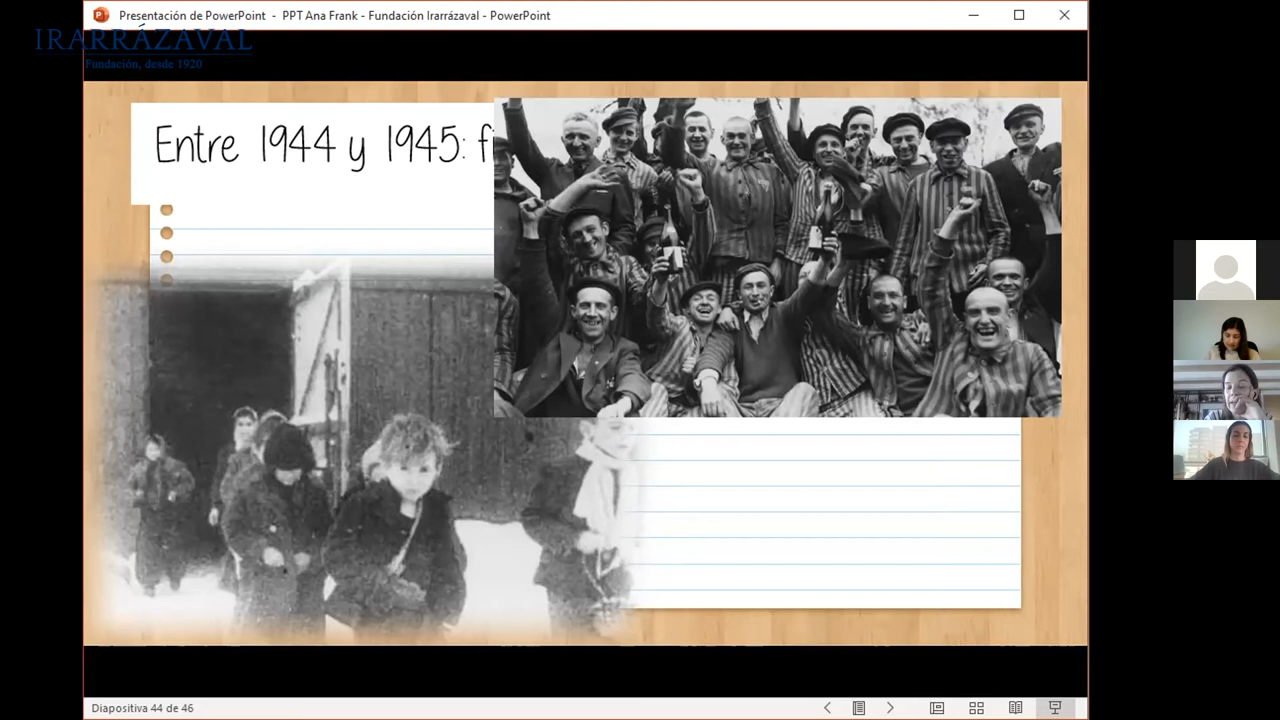 Presentación de PowerPoint - PPT Ana Frank - Fundación Irarrázaval - PowerPoint
IRARRÁZAVAL
Fundación, desde 1920
Entre 1944 y 1945:
Diapositiva 44 de 46